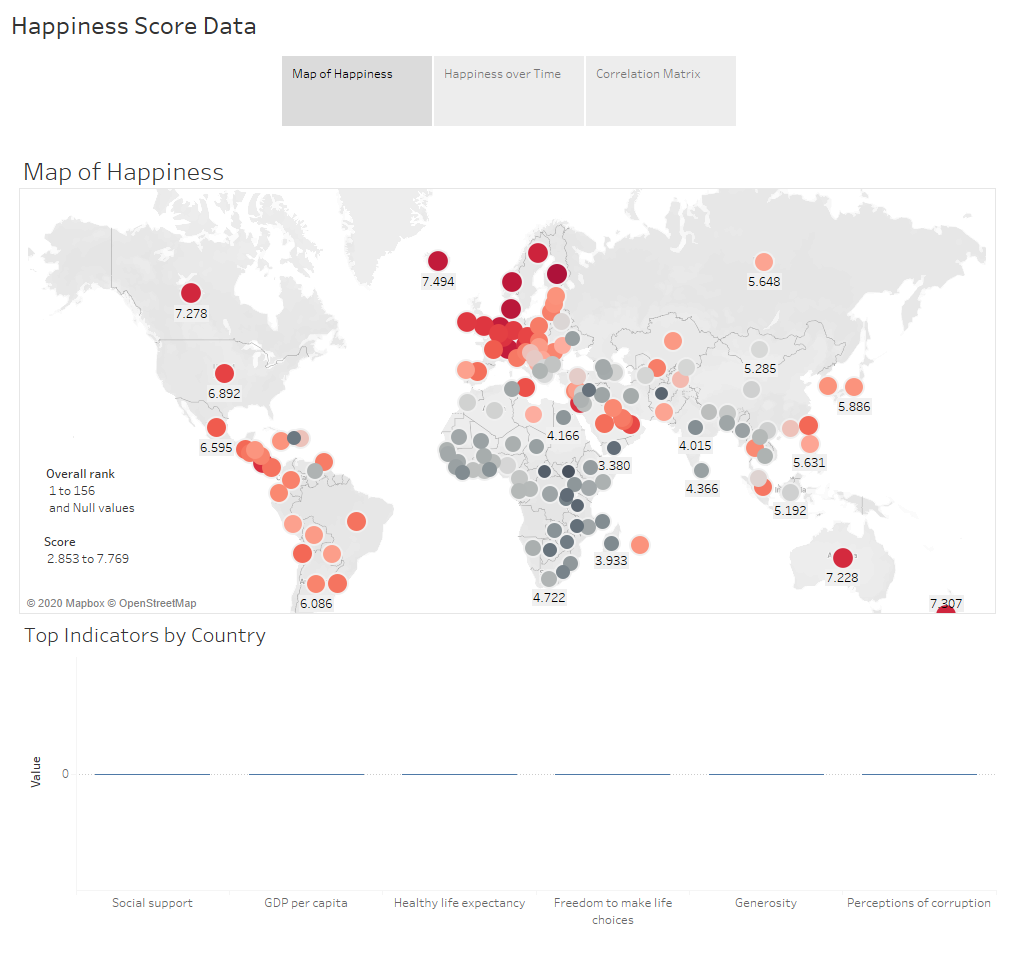 Happiness Score Data
Map of Happiness
Happiness over Time
Correlation Matrix
Map of Happiness
7.494
5.648
7.278
5.285
6.892
5.886
6.595
4.166
4.015
3.380
5.631
4.366
5.192
Overall rank
1 to 156
and Null values
Score
2.853 to 7.769
3.933
7.228
4.722
6.086
7.307
© 2020 Mapbox © OpenStreetMap
Top Indicators by Country
Value
0
Social support
GDP per capita
Healthy life expectancy
Freedom to make life
choices
Generosity
Perceptions of corruption